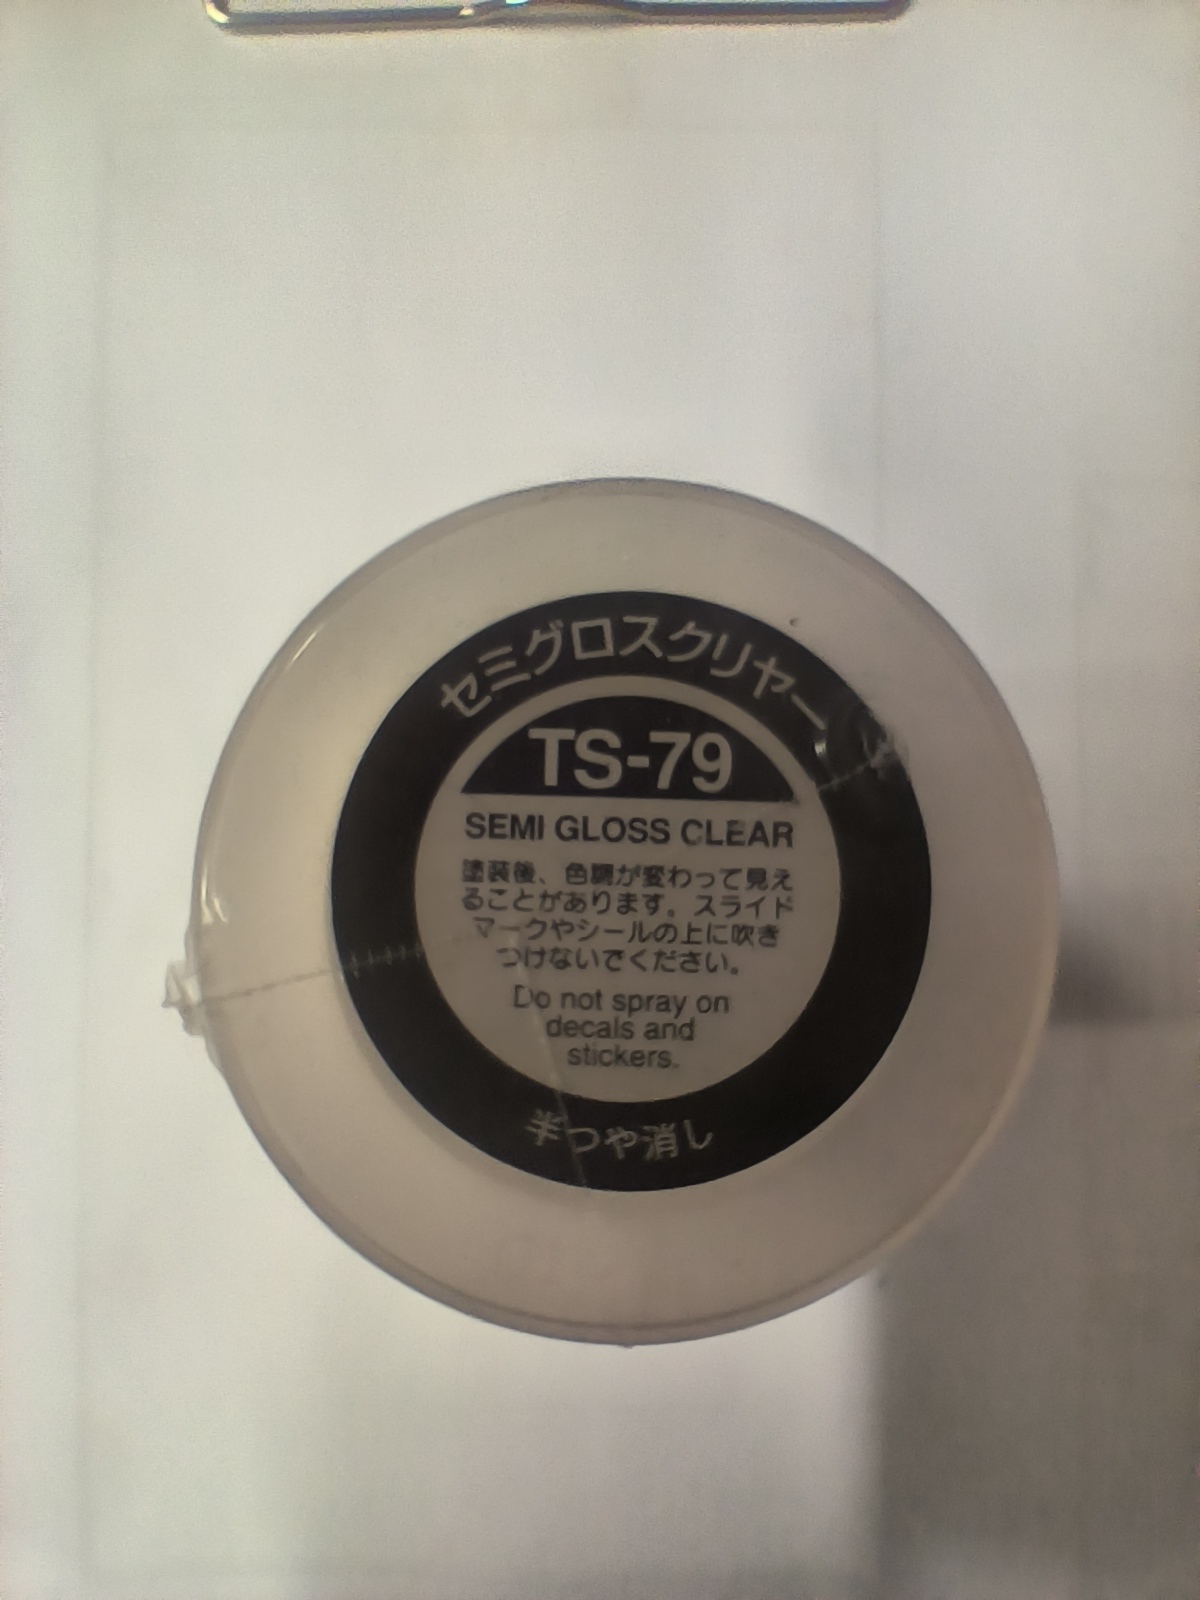 セミグロスクリヤー
TS-79
SEMI GLOSS CLEAR
塗装後、色調が変わって見え
ることがあります。スライド
マークやシールの上に吹き
つけないでください。
Do not spray on
decals and
stickers.
半つや消し